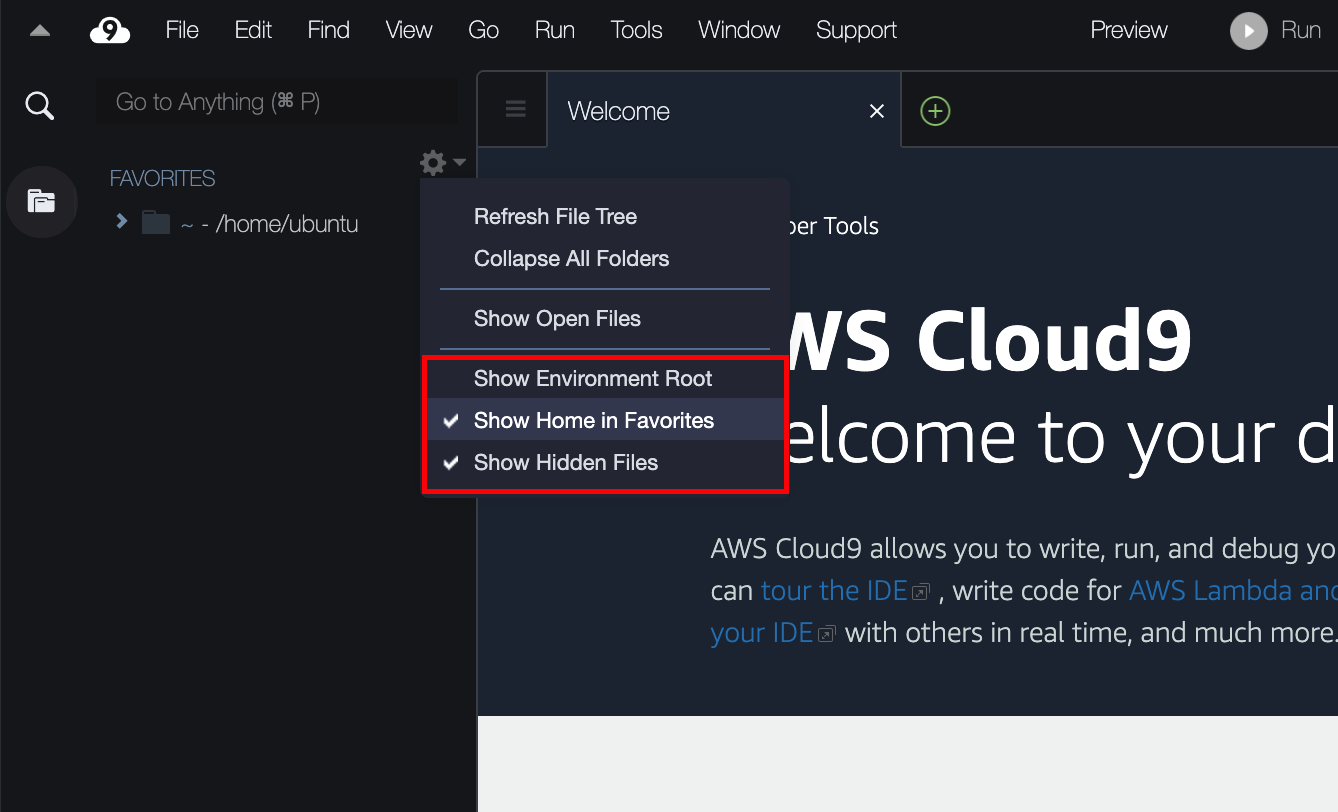 9 File Edit Find View Go Run Tools Window Support Preview Run
Go to Anything (⌘ P)
Welcome
FAVORITES
~ - /home/ubuntu
Refresh File Tree
Collapse All Folders
Show Open Files
Show Environment Root
Show Home in Favorites
Show Hidden Files
per Tools
WS Cloud9
elcome to your d
AWS Cloud9 allows you to write, run, and debug yo
can tour the IDE , write code for AWS Lambda and
your IDE with others in real time, and much more.